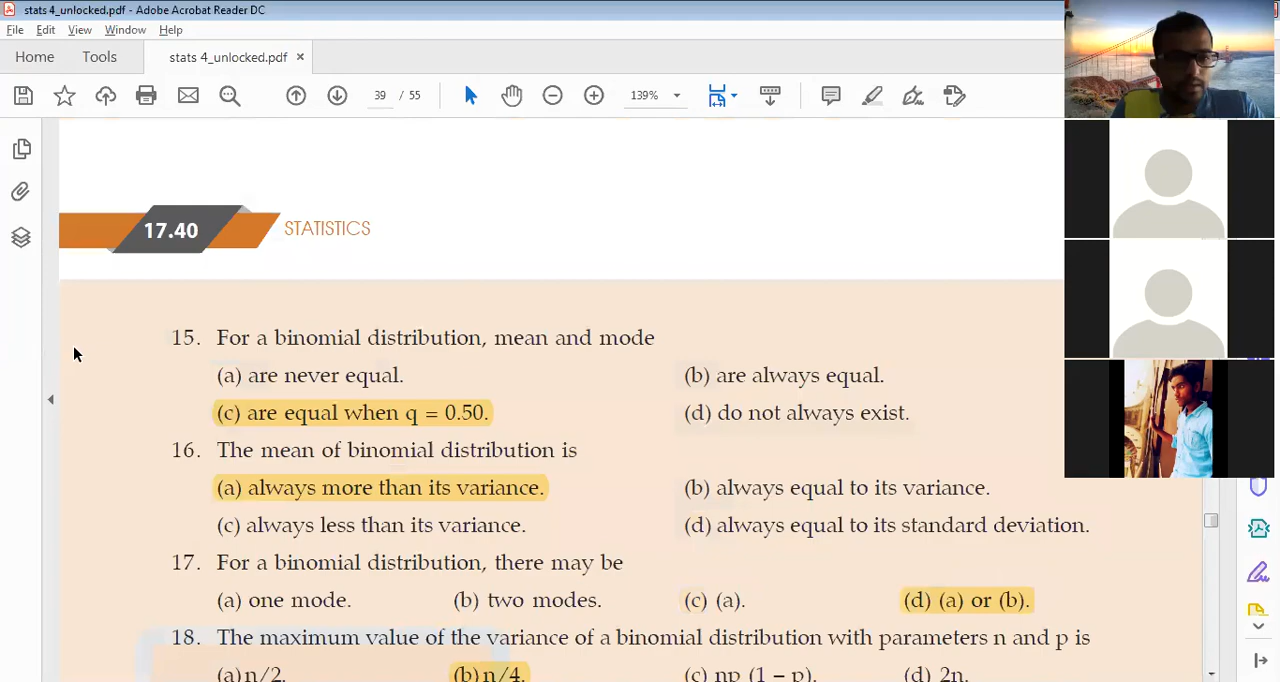 stats 4_unlocked.pdf - Adobe Acrobat Reader DC
File Edit View Window Help
Home Tools stats 4_unlocked.pdf ×
39 / 55 139%
17.40 STATISTICS
15. For a binomial distribution, mean and mode
(a) are never equal. (b) are always equal.
(c) are equal when q = 0.50. (d) do not always exist.
16. The mean of binomial distribution is
(a) always more than its variance. (b) always equal to its variance.
(c) always less than its variance. (d) always equal to its standard deviation.
17. For a binomial distribution, there may be
(a) one mode. (b) two modes. (c) (a). (d) (a) or (b).
18. The maximum value of the variance of a binomial distribution with parameters n and p is
(a) n/2. (b) n/4. (c) np (1 – p). (d) 2n.